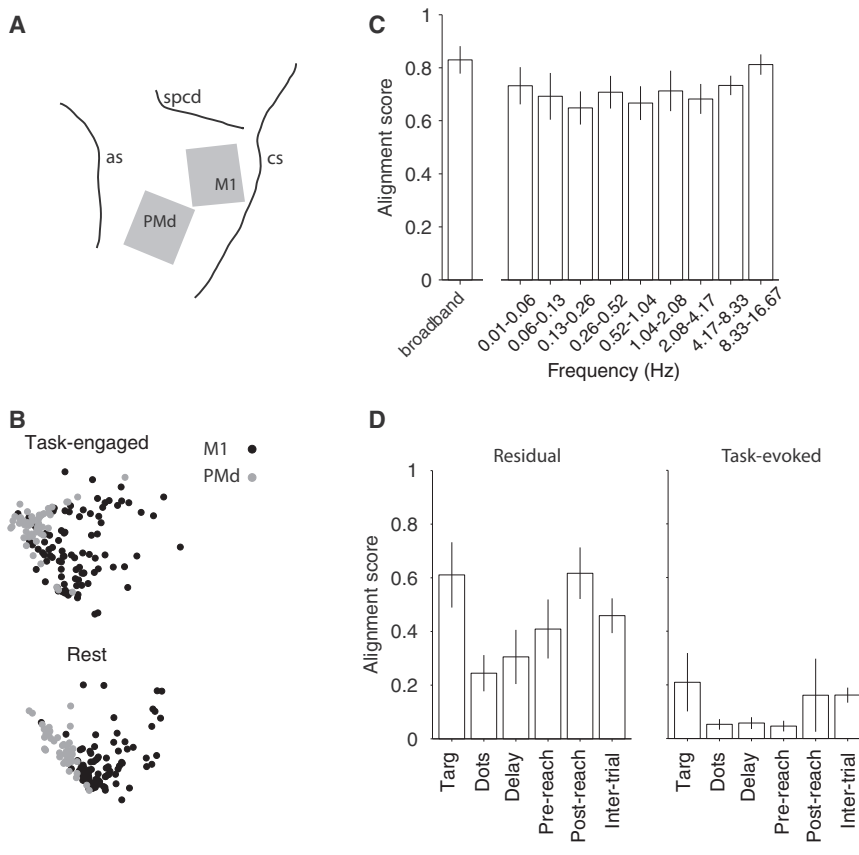 A
spcd
as
cs
M1
PMd
B
Task-engaged
M1
PMd
Rest
C
Alignment score
1
0.8
0.6
0.4
0.2
0
broadband
0.01-0.06
0.06-0.13
0.13-0.26
0.26-0.52
0.52-1.04
1.04-2.08
2.08-4.17
4.17-8.33
8.33-16.67
Frequency (Hz)
D
Residual
Task-evoked
Alignment score
1
0.8
0.6
0.4
0.2
0
Targ
Dots
Delay
Pre-reach
Post-reach
Inter-trial
Targ
Dots
Delay
Pre-reach
Post-reach
Inter-trial